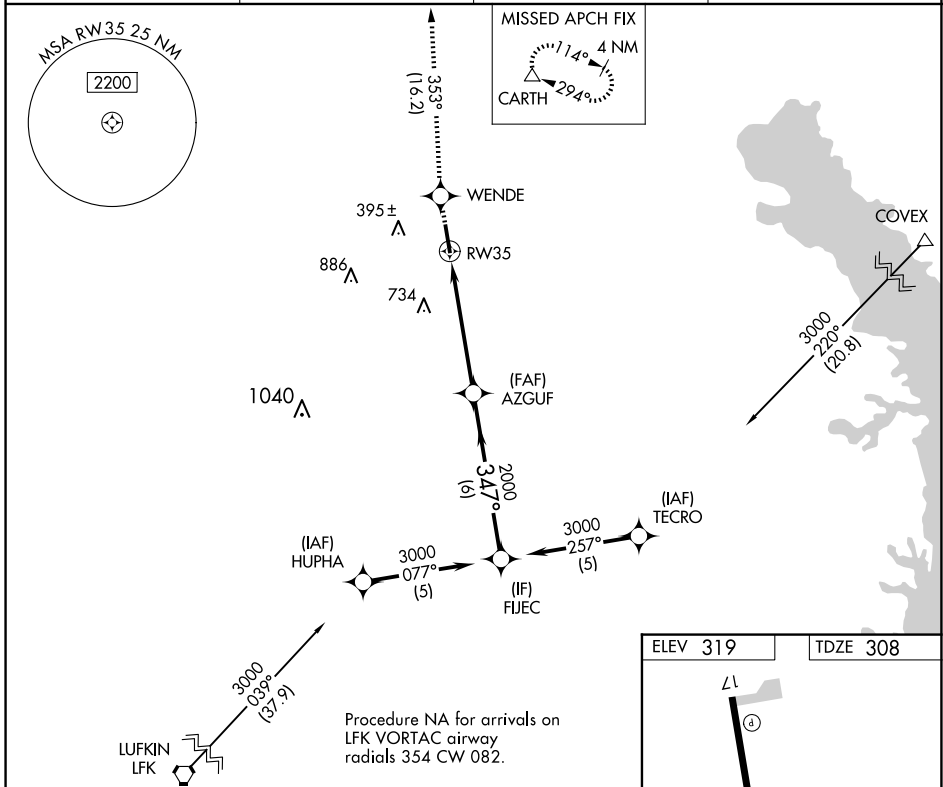 MSA RW35 25 NM
2200
353°
(16.2)
MISSED APCH FIX
114°
4 NM
294°
CARTH
WENDE
395±
RW35
886
734
COVEX
3000
220°
(20.8)
1040
(FAF)
AZGUF
2000
347°
(6)
(IAF)
TECRO
3000
257°
(5)
(IAF)
HUPHA
3000
077°
(5)
(IF)
FIJEC
3000
039°
(37.9)
LUFKIN
LFK
Procedure NA for arrivals on
LFK VORTAC airway
radials 354 CW 082.
ELEV 319
TDZE 308
17
P